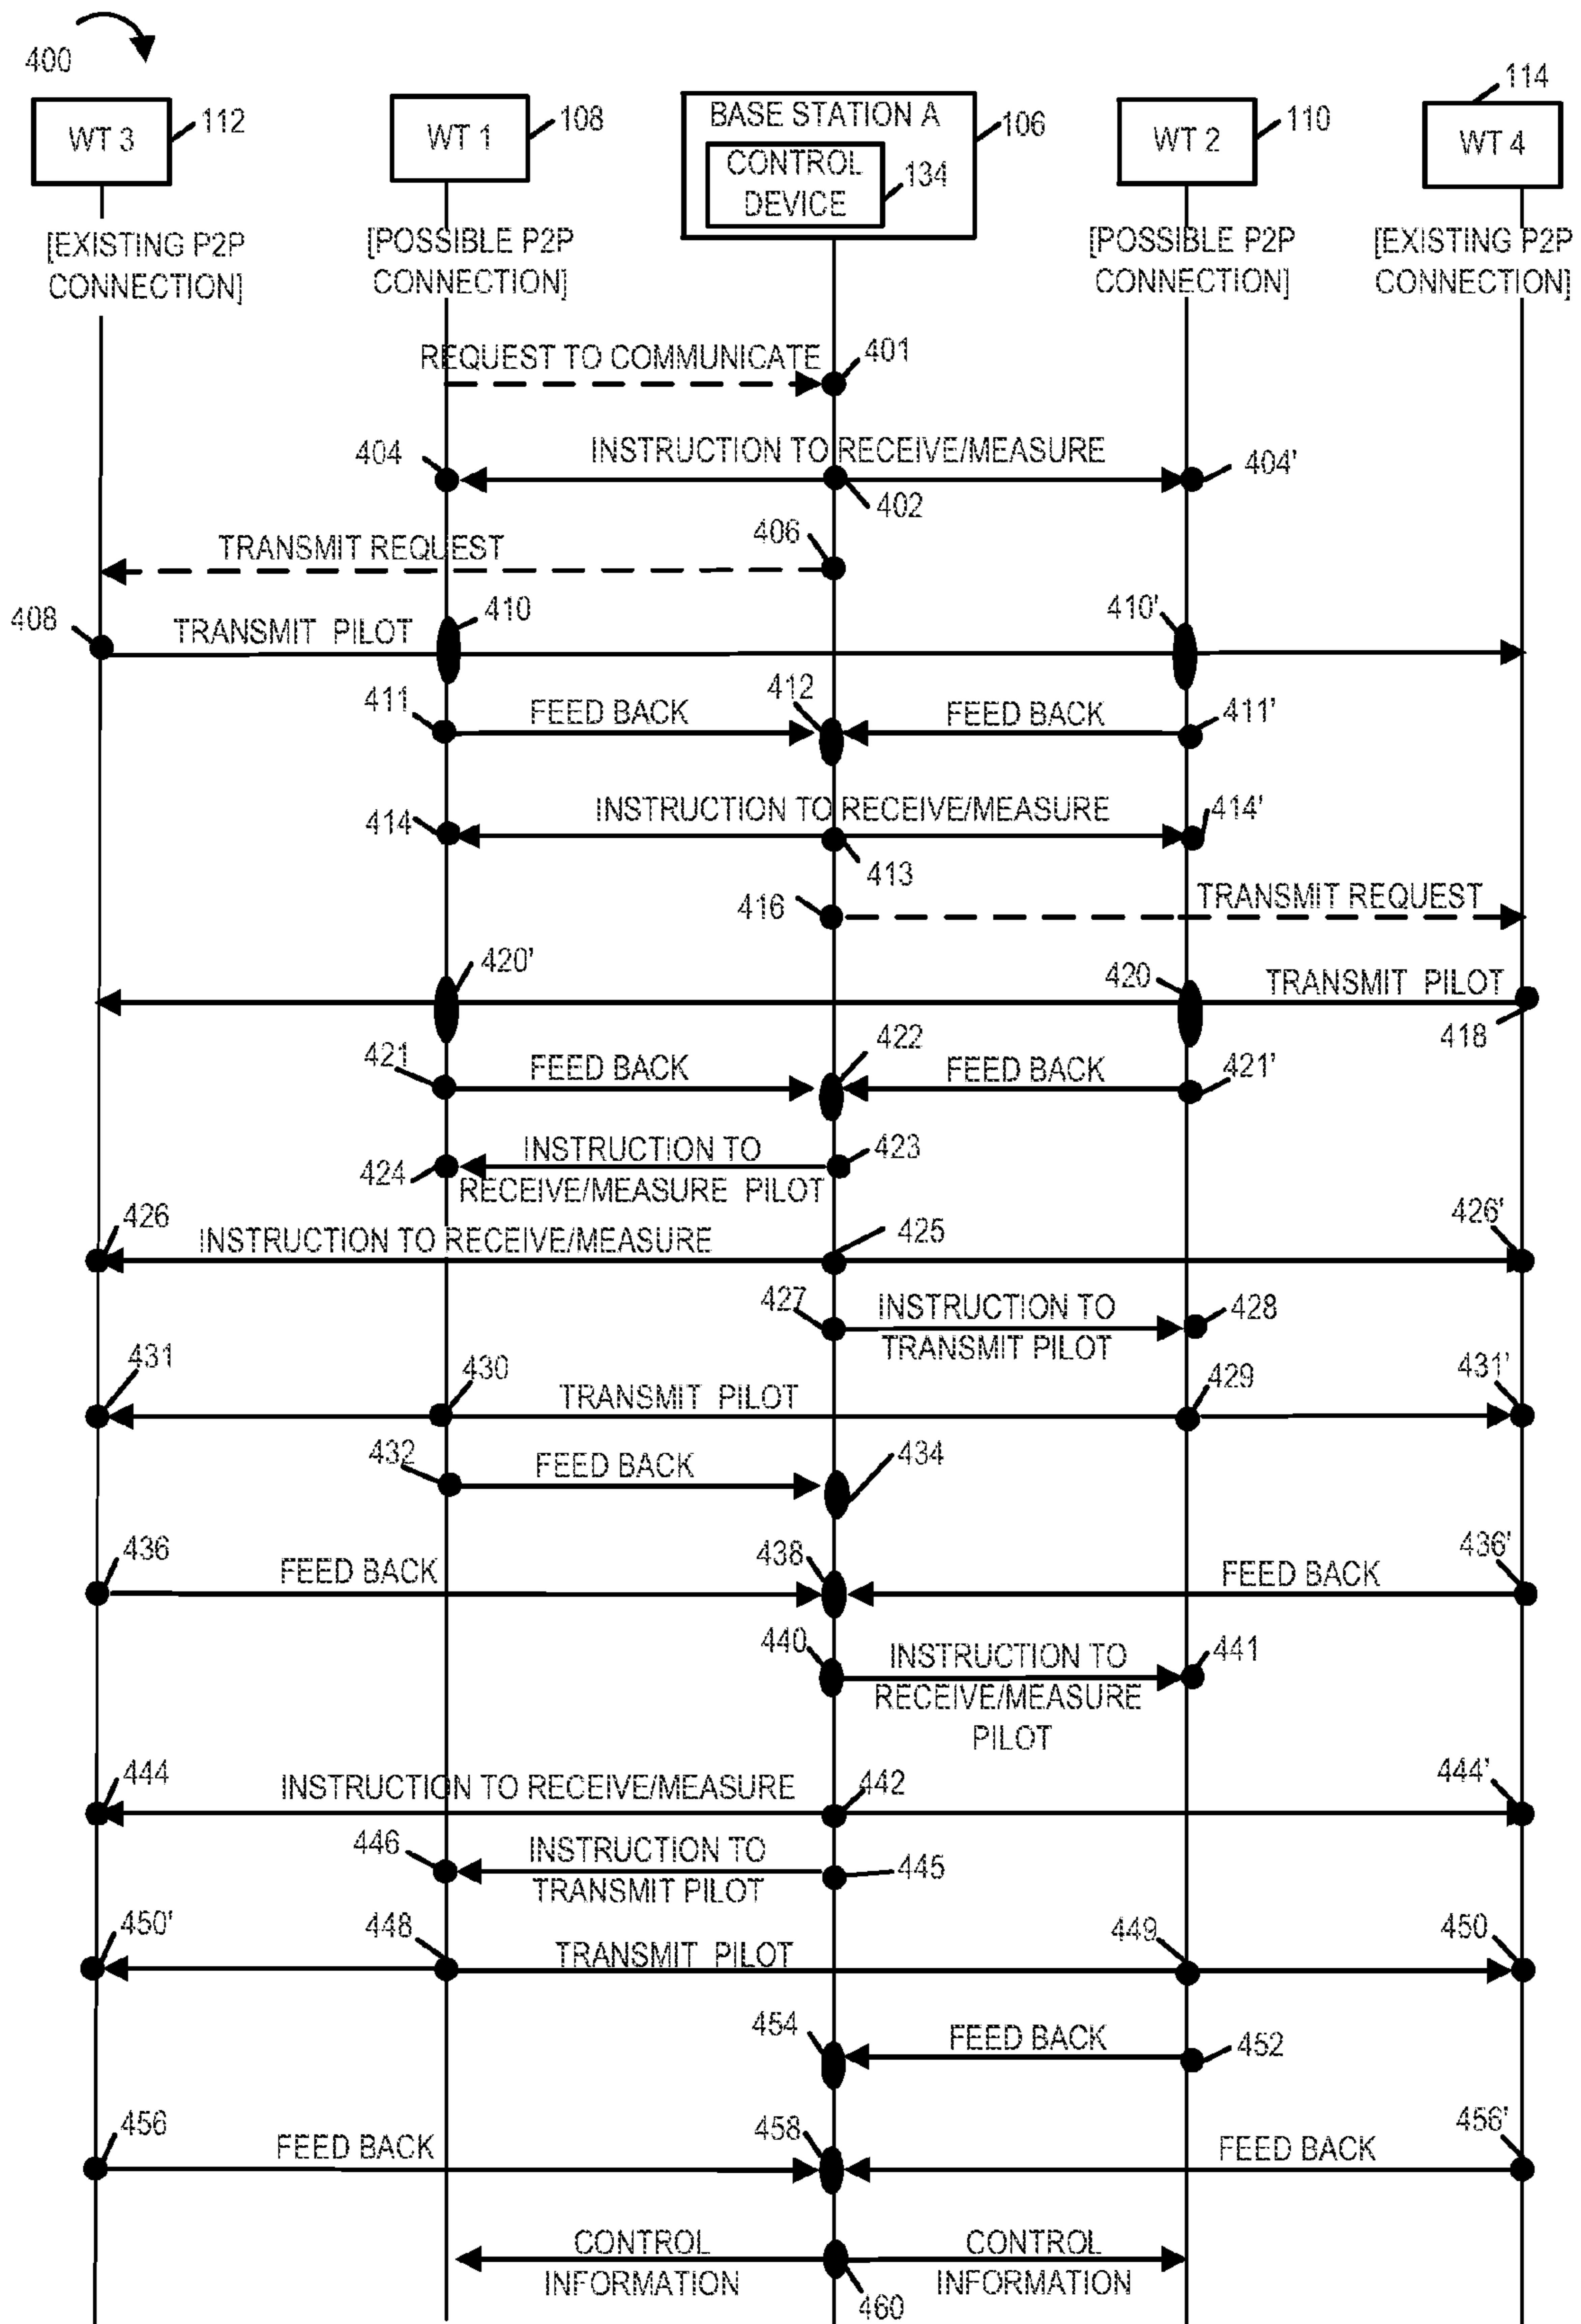 400
WT 3
112
WT 1
108
BASE STATION A
CONTROL
DEVICE
134
106
WT 2
110
114
WT 4
[EXISTING P2P
CONNECTION]
[POSSIBLE P2P
CONNECTION]
[POSSIBLE P2P
CONNECTION]
[EXISTING P2P
CONNECTION]
REQUEST TO COMMUNICATE
401
404
INSTRUCTION TO RECEIVE/MEASURE
404'
402
TRANSMIT REQUEST
406
408
TRANSMIT PILOT
410
410'
411
FEED BACK
412
FEED BACK
411'
414
INSTRUCTION TO RECEIVE/MEASURE
414'
413
416
TRANSMIT REQUEST
420'
420
TRANSMIT PILOT
418
421
FEED BACK
422
FEED BACK
421'
424
INSTRUCTION TO
RECEIVE/MEASURE PILOT
423
426
INSTRUCTION TO RECEIVE/MEASURE
425
426'
427
INSTRUCTION TO
TRANSMIT PILOT
428
431
430
TRANSMIT PILOT
429
431'
432
FEED BACK
434
436
FEED BACK
438
FEED BACK
436'
440
INSTRUCTION TO
RECEIVE/MEASURE
PILOT
441
444
INSTRUCTION TO RECEIVE/MEASURE
442
444'
446
INSTRUCTION TO
TRANSMIT PILOT
445
450'
448
TRANSMIT PILOT
449
450
454
FEED BACK
452
456
FEED BACK
458
FEED BACK
456'
CONTROL
INFORMATION
CONTROL
INFORMATION
460